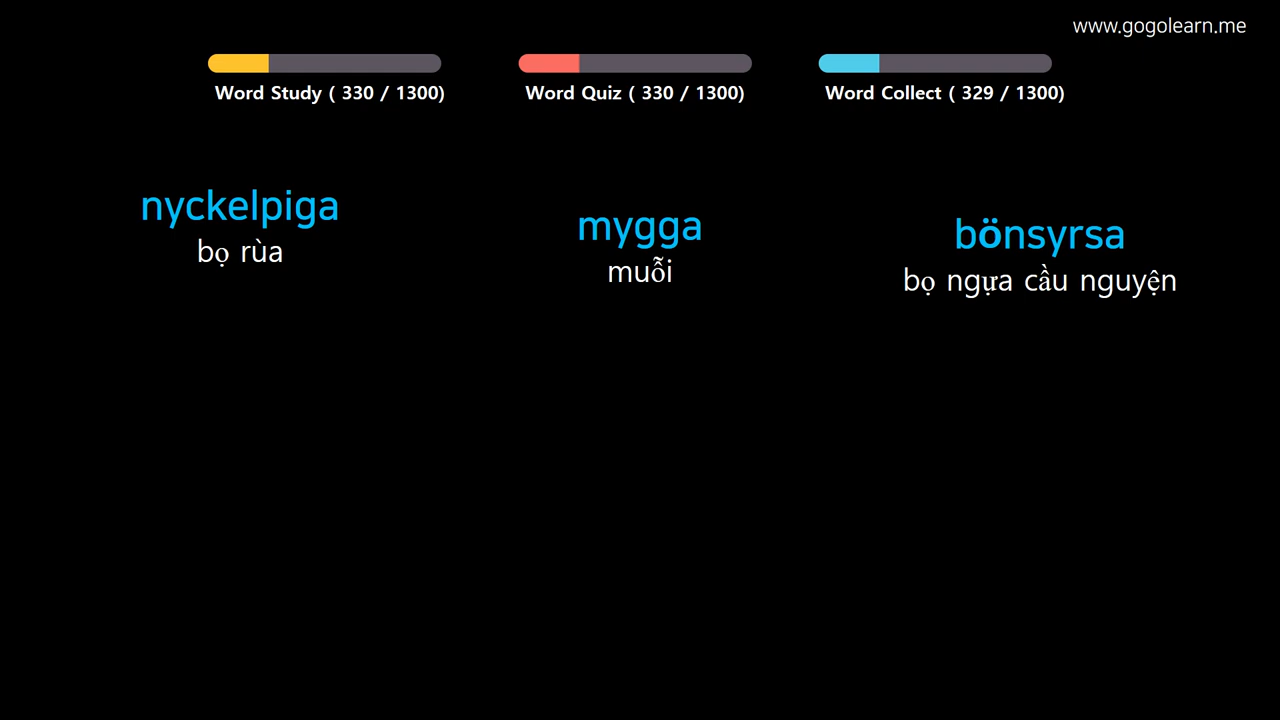 www.gogolearn.me
Word Study ( 330 / 1300)
Word Quiz ( 330 / 1300)
Word Collect ( 329 / 1300)
nyckelpiga
bọ rùa
mygga
muỗi
bönsyrsa
bọ ngựa cầu nguyện